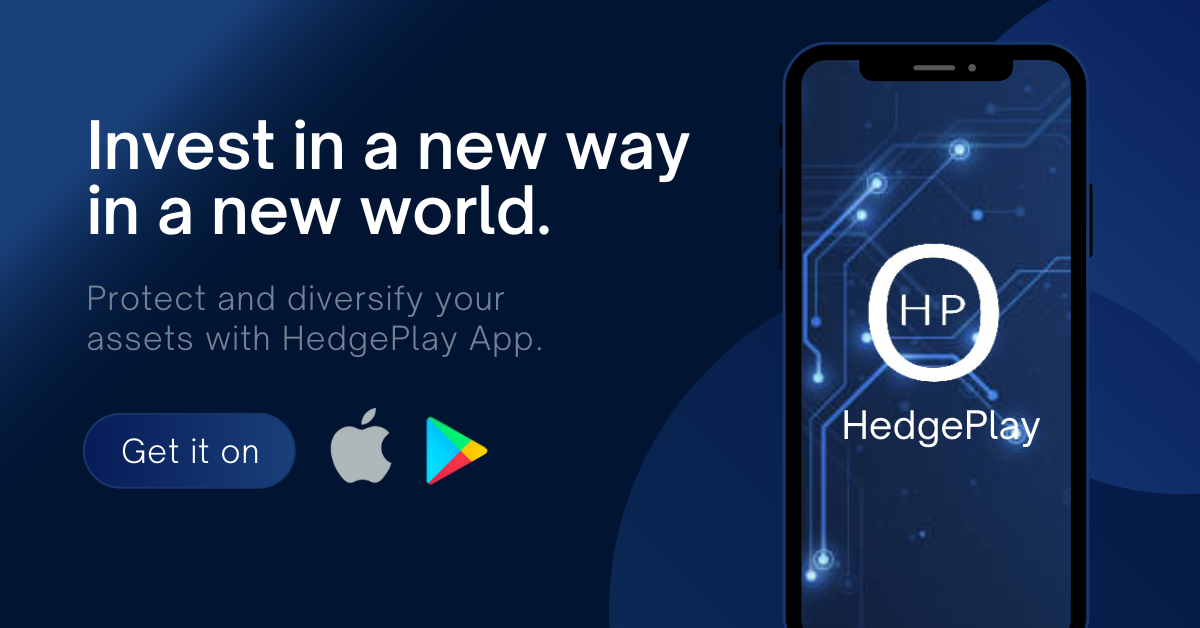 Invest in a new way
in a new world.
Protect and diversify your
assets with HedgePlay App.
Get it on
HP
HedgePlay